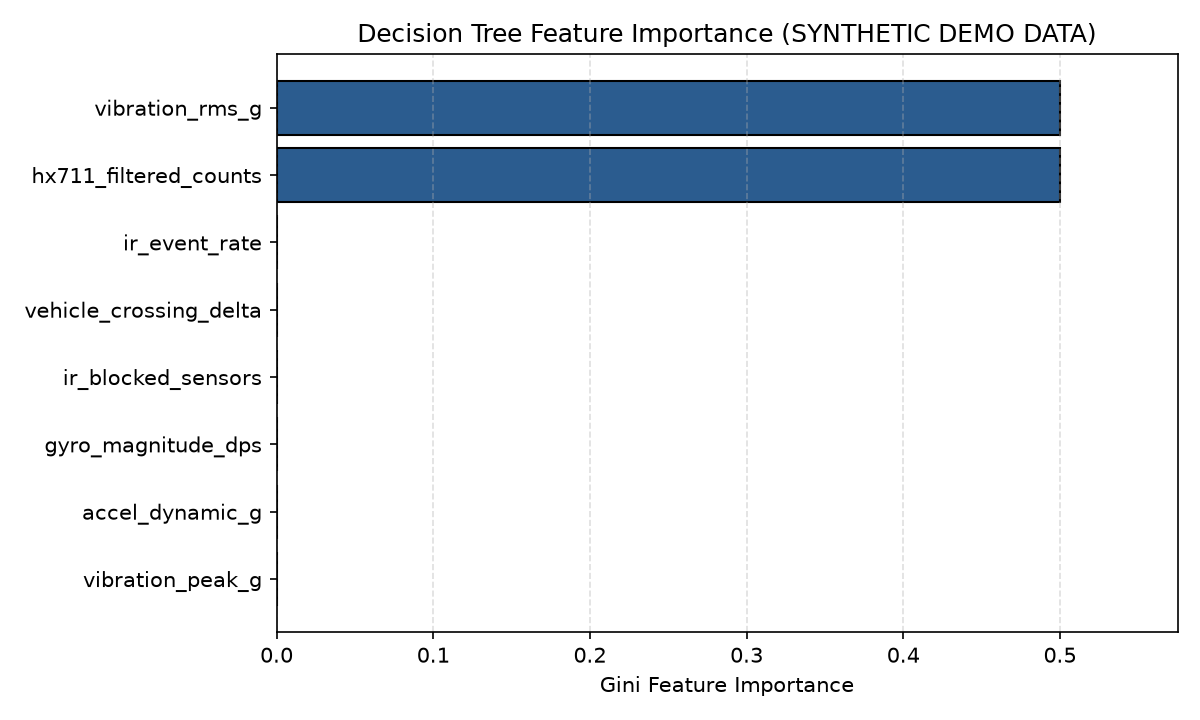 Decision Tree Feature Importance (SYNTHETIC DEMO DATA)
vibration_rms_g
hx711_filtered_counts
ir_event_rate
vehicle_crossing_delta
ir_blocked_sensors
gyro_magnitude_dps
accel_dynamic_g
vibration_peak_g
0.0 0.1 0.2 0.3 0.4 0.5
Gini Feature Importance